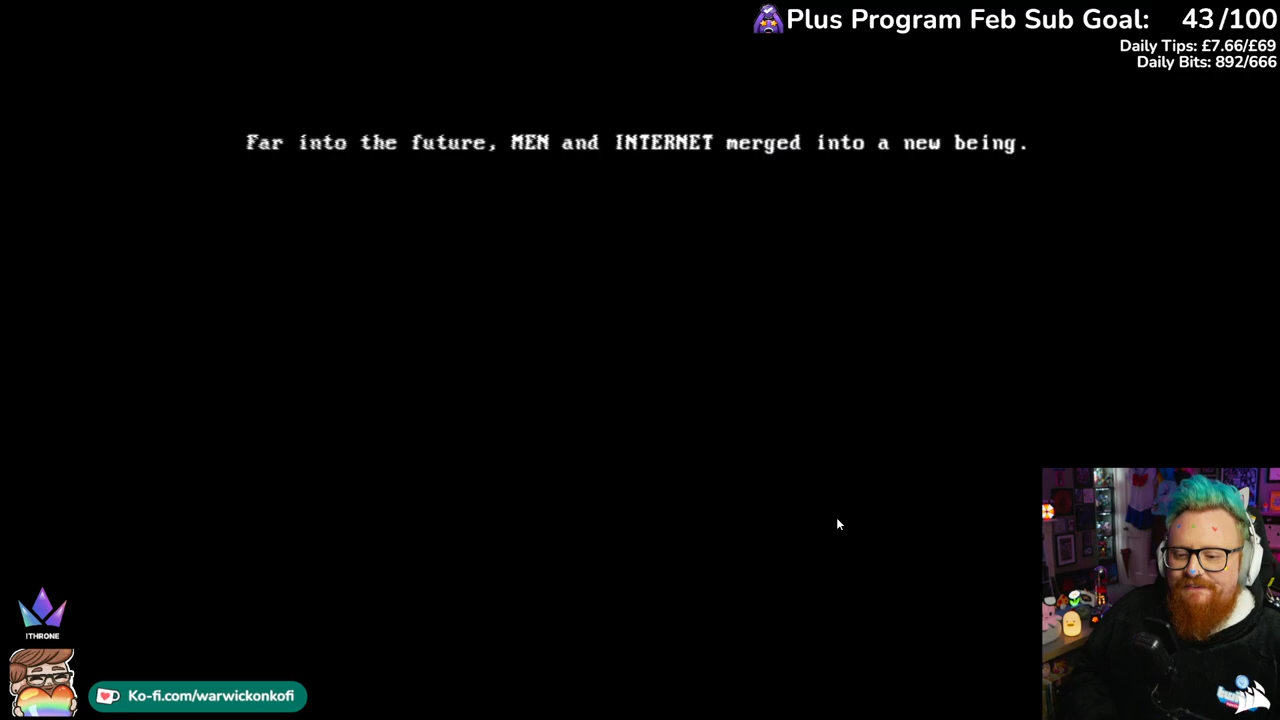 Plus Program Feb Sub Goal: 43/100
Daily Tips: £7.66/£69
Daily Bits: 892/666
Far into the future, MEN and INTERNET merged into a new being.
!THRONE
Ko-fi.com/warwickonkofi